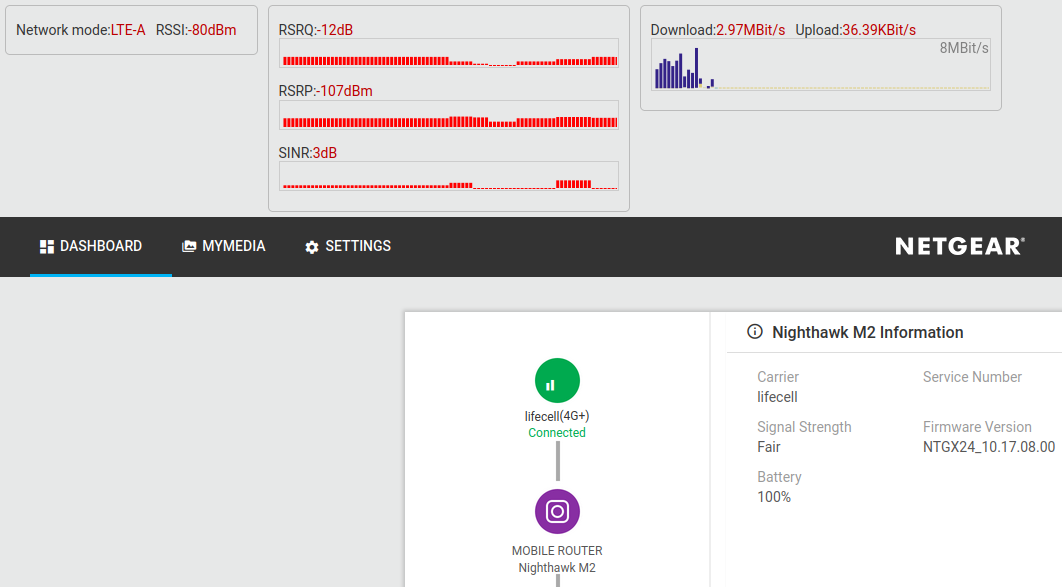 Network mode:LTE-A RSSI:-80dBm
RSRQ:-12dB
RSRP:-107dBm
SINR:3dB
Download:2.97MBit/s Upload:36.39KBit/s
8MBit/s
DASHBOARD MYMEDIA SETTINGS NETGEAR®
lifecell(4G+)
Connected
MOBILE ROUTER
Nighthawk M2
Nighthawk M2 Information
Carrier Service Number
lifecell
Signal Strength Firmware Version
Fair NTGX24_10.17.08.00
Battery
100%